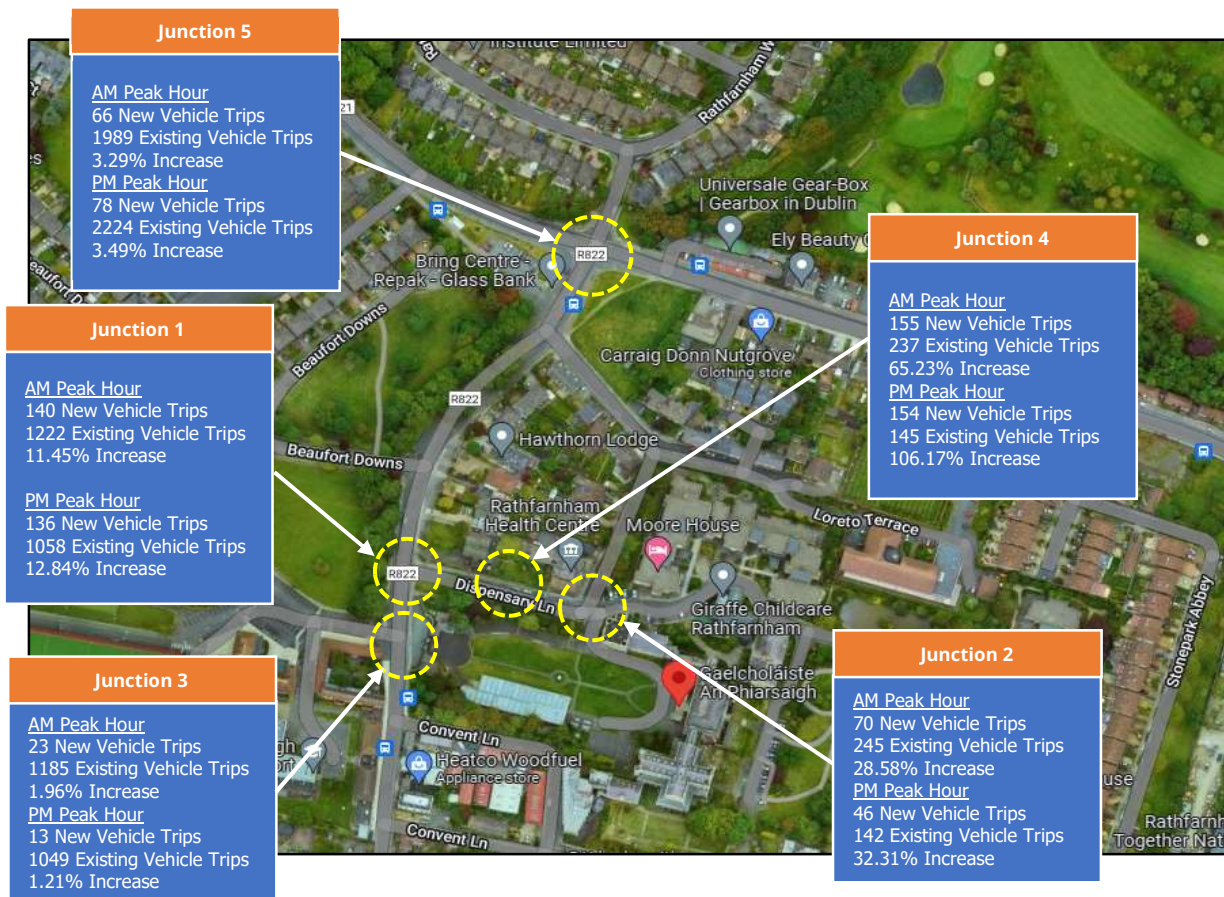 Junction 5
AM Peak Hour
66 New Vehicle Trips
1989 Existing Vehicle Trips
3.29% Increase
PM Peak Hour
78 New Vehicle Trips
2224 Existing Vehicle Trips
3.49% Increase
Institute Limited
Rathfarnham
21
Universale Gear-Box
| Gearbox in Dublin
Ely Beauty
R822
Bring Centre -
Repak - Glass Bank
Junction 4
AM Peak Hour
155 New Vehicle Trips
237 Existing Vehicle Trips
65.23% Increase
PM Peak Hour
154 New Vehicle Trips
145 Existing Vehicle Trips
106.17% Increase
Junction 1
AM Peak Hour
140 New Vehicle Trips
1222 Existing Vehicle Trips
11.45% Increase
PM Peak Hour
136 New Vehicle Trips
1058 Existing Vehicle Trips
12.84% Increase
Beaufort Downs
Carraig Donn Nutgrove
Clothing store
R822
Hawthorn Lodge
Beaufort Downs
Rathfarnham
Health Centre
Moore House
Loreto Terrace
R822
Dispensary Ln
Giraffe Childcare
Rathfarnham
Stonepark Abbey
Gaelcholáiste
An Phiarsaigh
Junction 3
AM Peak Hour
23 New Vehicle Trips
1185 Existing Vehicle Trips
1.96% Increase
PM Peak Hour
13 New Vehicle Trips
1049 Existing Vehicle Trips
1.21% Increase
Convent Ln
Heatco Woodfuel
Appliance store
Convent Ln
Junction 2
AM Peak Hour
70 New Vehicle Trips
245 Existing Vehicle Trips
28.58% Increase
PM Peak Hour
46 New Vehicle Trips
142 Existing Vehicle Trips
32.31% Increase
use
Rathfarnh
Together Nat